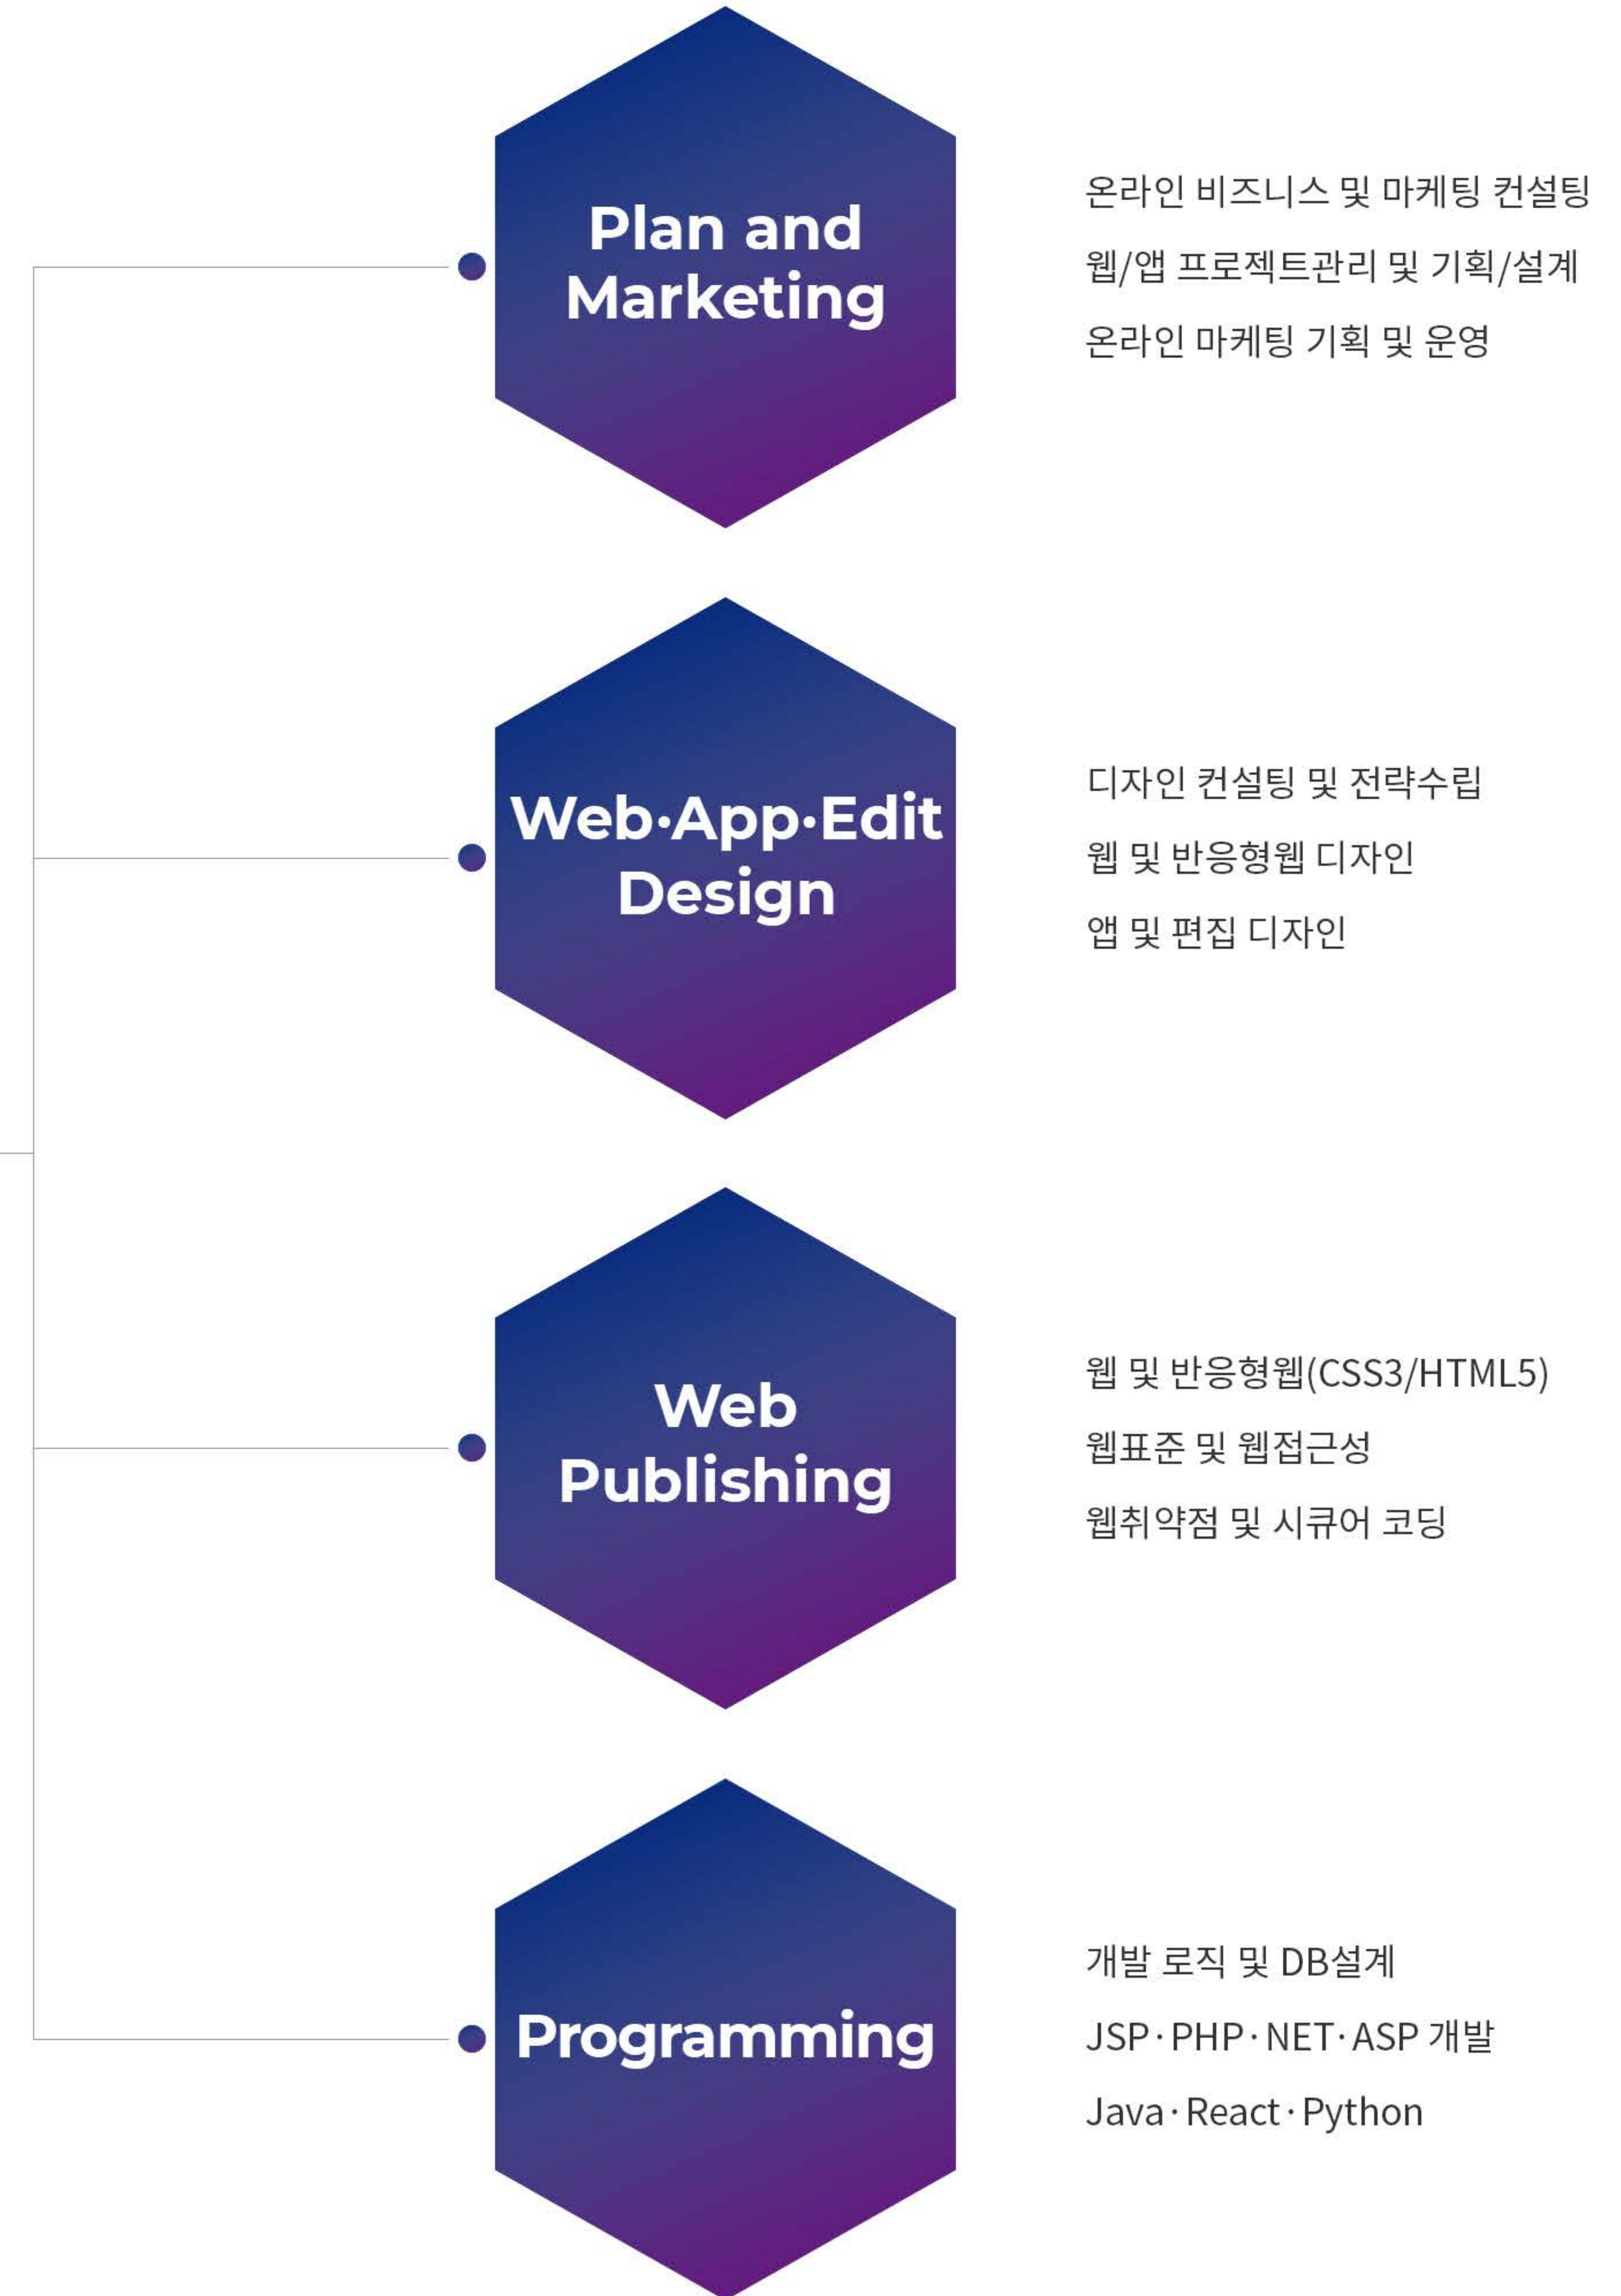 Plan and
Marketing
온라인 비즈니스 및 마케팅 컨설팅
웹/앱 프로젝트관리 및 기획/설계
온라인 마케팅 기획 및 운영
Web·App·Edit
Design
디자인 컨설팅 및 전략수립
웹 및 반응형웹 디자인
앱 및 편집 디자인
Web
Publishing
웹 및 반응형웹(CSS3/HTML5)
웹표준 및 웹접근성
웹취약점 및 시큐어 코딩
Programming
개발 로직 및 DB설계
JSP·PHP·NET·ASP 개발
Java·React·Python